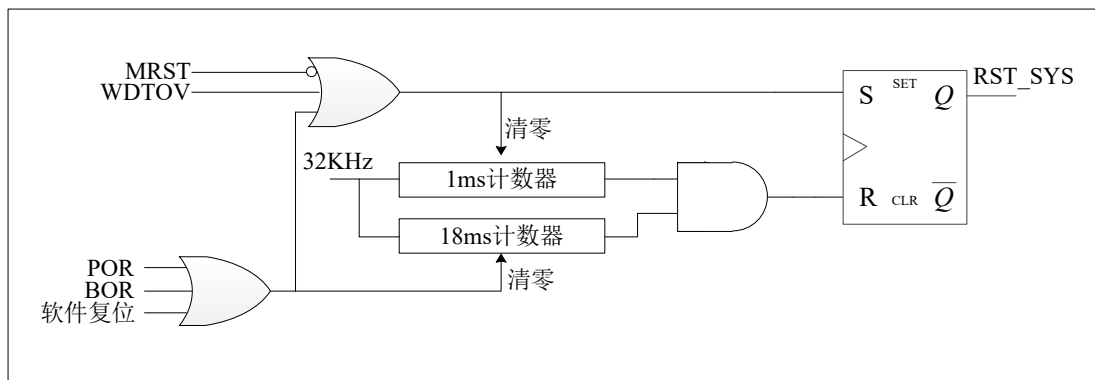 MRST
WDTOV
S SET Q RST_SYS
清零
32KHz
1ms计数器
R CLR Q
18ms计数器
清零
POR
BOR
软件复位